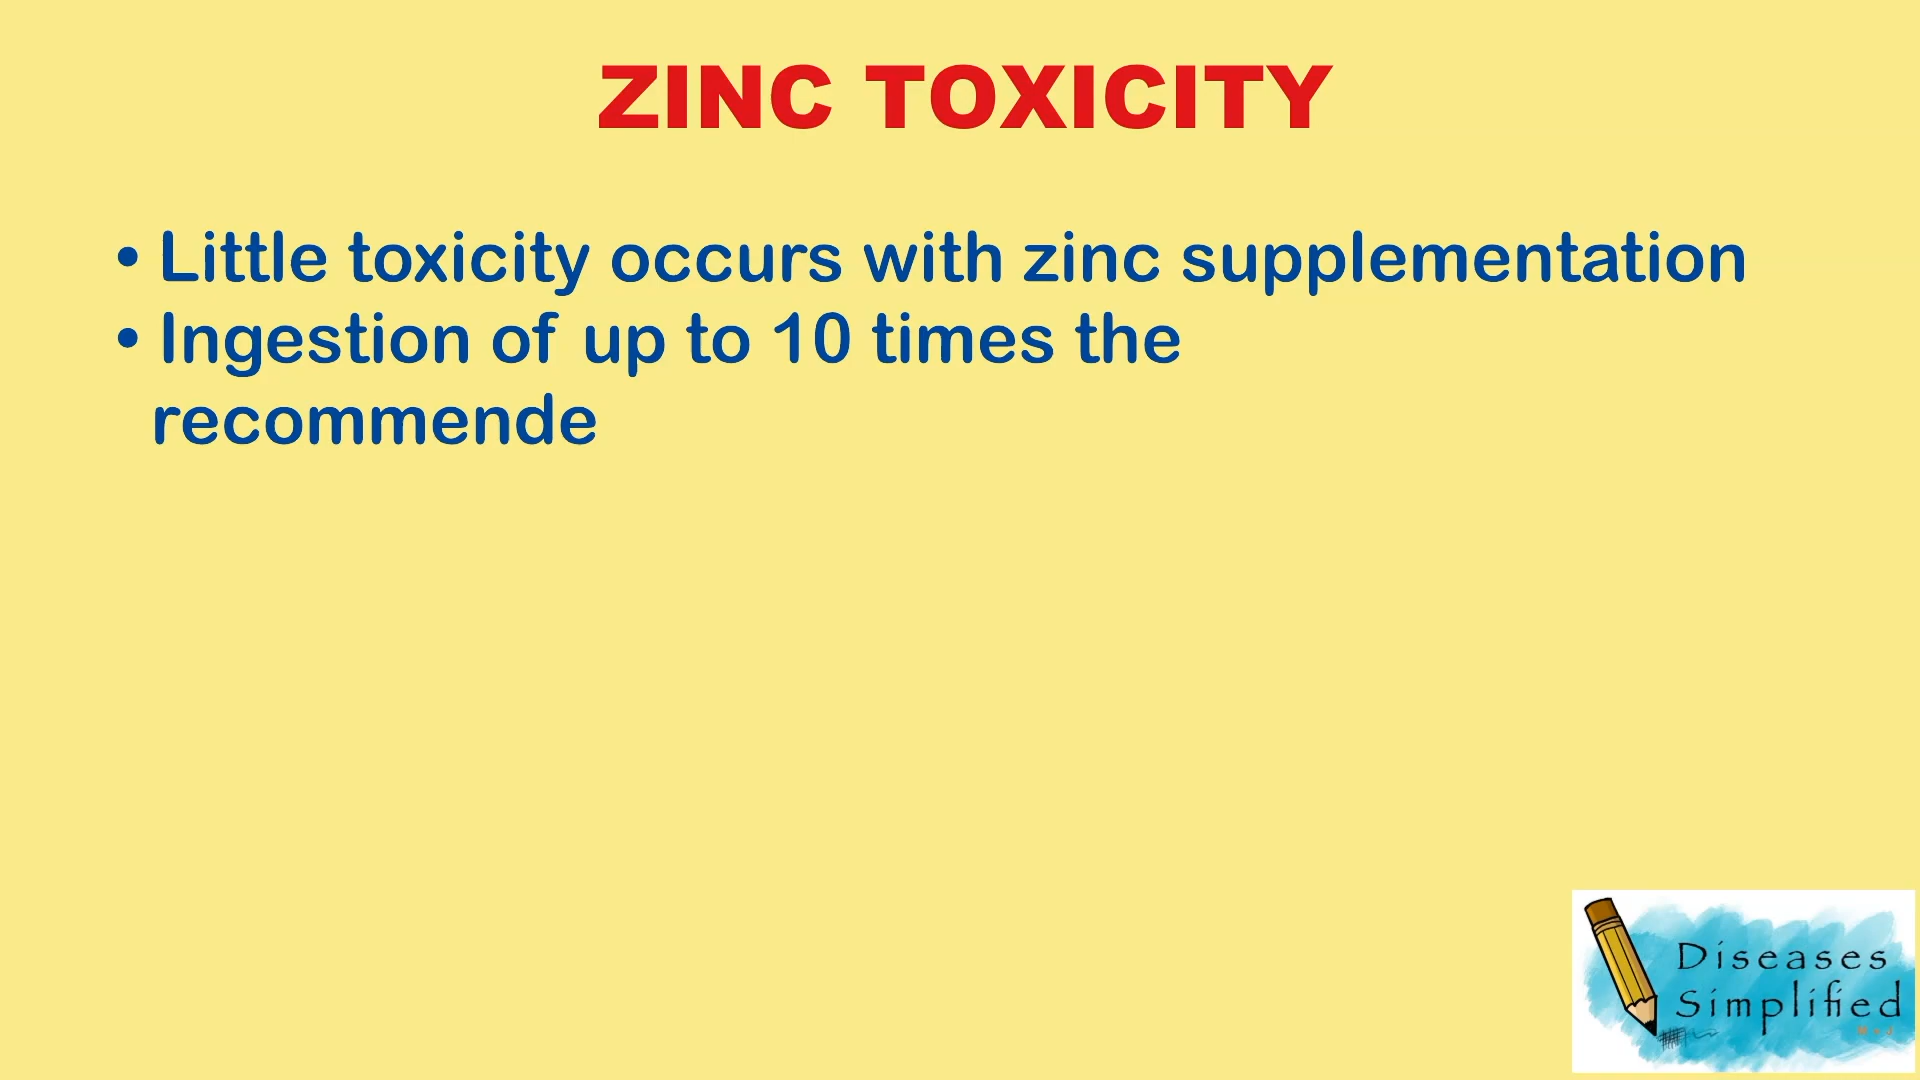 ZINC TOXICITY
• Little toxicity occurs with zinc supplementation
• Ingestion of up to 10 times the
recommende
Diseases
Simplified